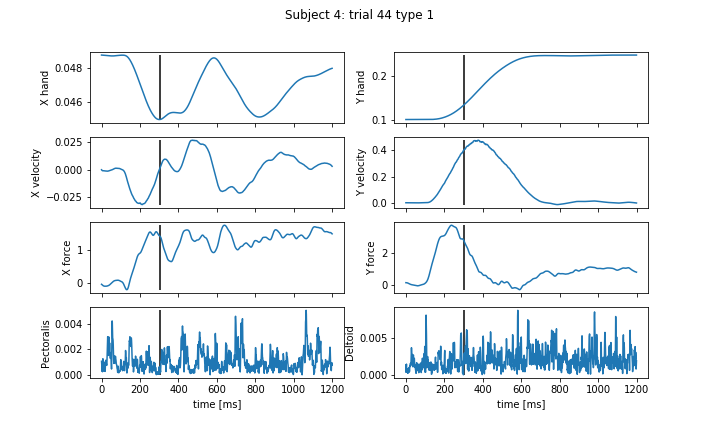 Subject 4: trial 44 type 1
X hand
0.048
0.046
Y hand
0.2
0.1
X velocity
0.025
0.000
−0.025
Y velocity
0.4
0.2
0.0
X force
1
0
Y force
2
0
Pectoralis
0.004
0.002
0.000
0 200 400 600 800 1000 1200
time [ms]
Deltoid
0.005
0.000
0 200 400 600 800 1000 1200
time [ms]